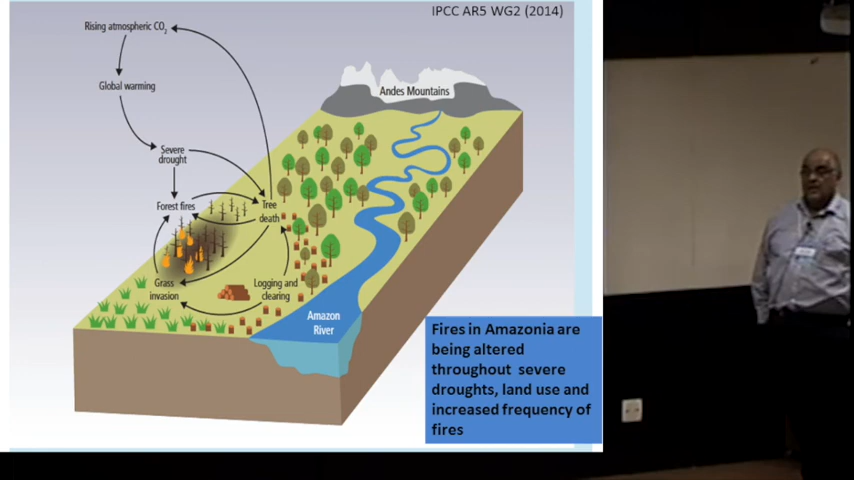 IPCC AR5 WG2 (2014)
Rising atmospheric CO₂
Global warming
Andes Mountains
Severe
drought
Forest fires
Tree
death
Grass
invasion
Logging and
clearing
Amazon
River
Fires in Amazonia are
being altered
throughout severe
droughts, land use and
increased frequency of
fires